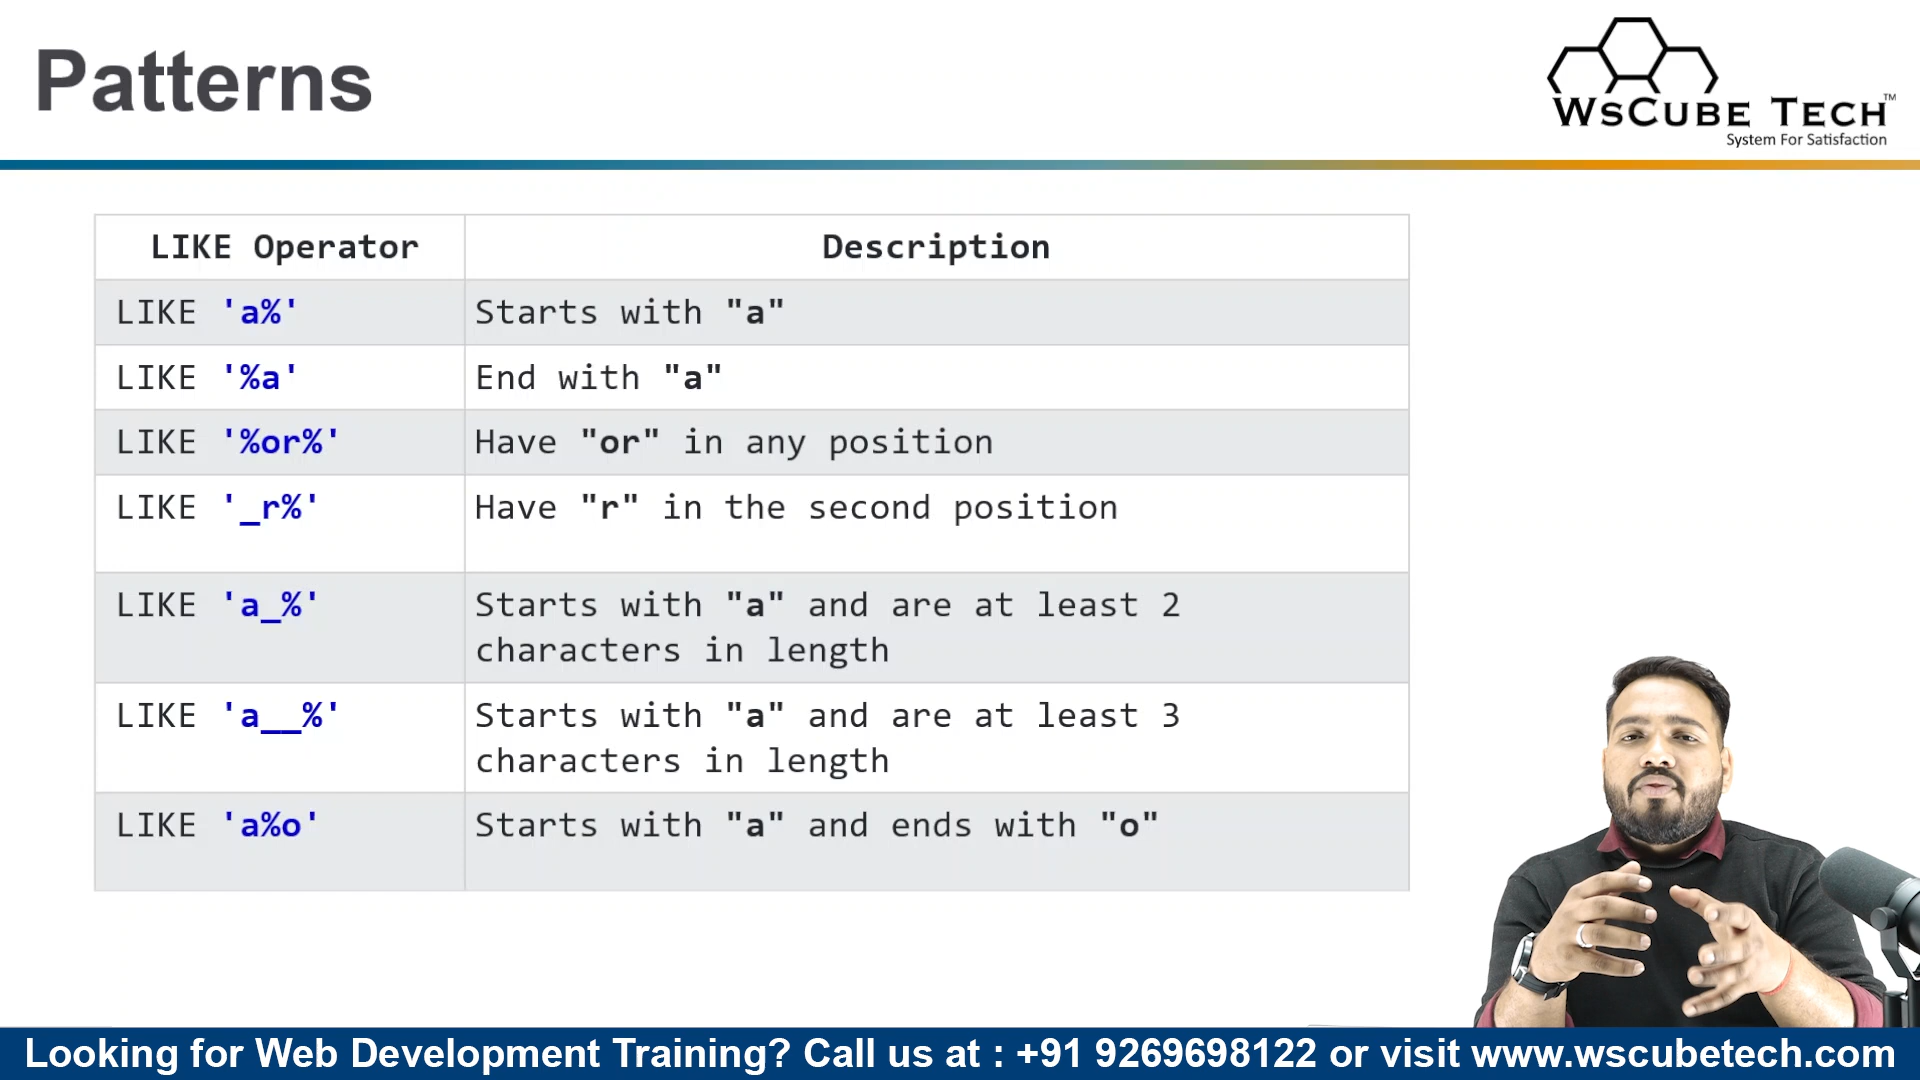 Patterns
WsCube Tech™
System For Satisfaction
LIKE Operator Description
LIKE 'a%' Starts with "a"
LIKE '%a' End with "a"
LIKE '%or%' Have "or" in any position
LIKE '_r%' Have "r" in the second position
LIKE 'a_%' Starts with "a" and are at least 2
characters in length
LIKE 'a__%' Starts with "a" and are at least 3
characters in length
LIKE 'a%o' Starts with "a" and ends with "o"
Looking for Web Development Training? Call us at : +91 9269698122 or visit www.wscubetech.com